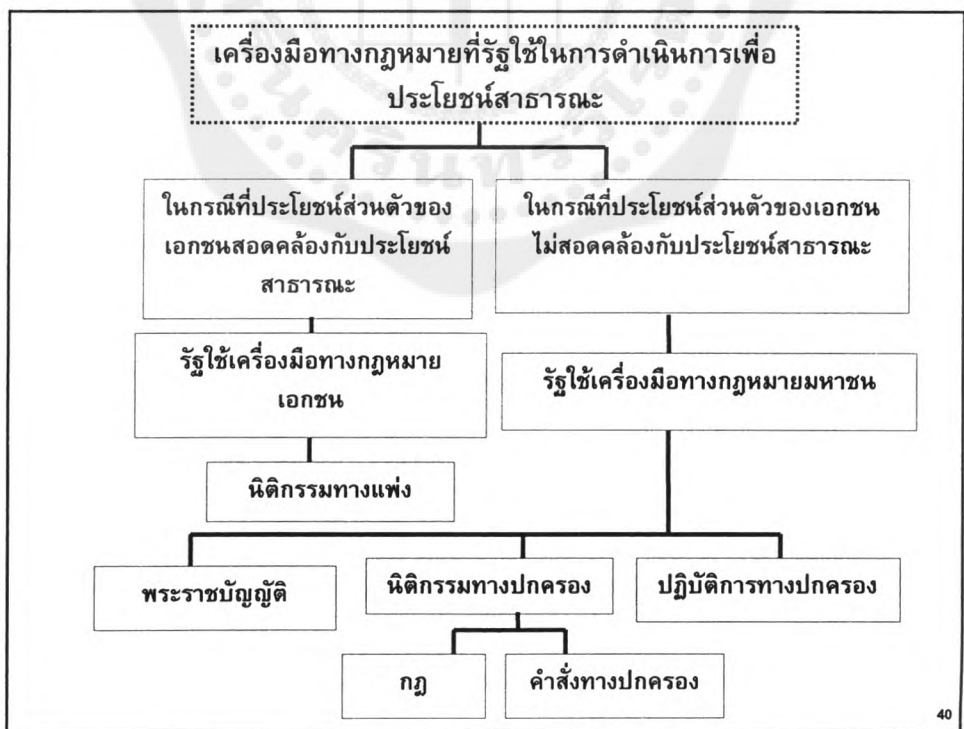 เครื่องมือทางกฎหมายที่รัฐใช้ในการดำเนินการเพื่อ
ประโยชน์สาธารณะ
ในกรณีที่ประโยชน์ส่วนตัวของ
เอกชนสอดคล้องกับประโยชน์
สาธารณะ
ในกรณีที่ประโยชน์ส่วนตัวของเอกชน
ไม่สอดคล้องกับประโยชน์สาธารณะ
รัฐใช้เครื่องมือทางกฎหมาย
เอกชน
รัฐใช้เครื่องมือทางกฎหมายมหาชน
นิติกรรมทางแพ่ง
พระราชบัญญัติ
นิติกรรมทางปกครอง
ปฏิบัติการทางปกครอง
กฎ
คำสั่งทางปกครอง
40